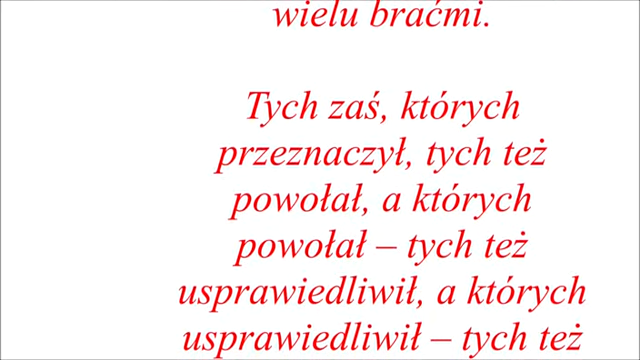 wielu braćmi.
Tych zaś, których
przeznaczył, tych też
powołał, a których
powołał – tych też
usprawiedliwił, a których
usprawiedliwił – tych też